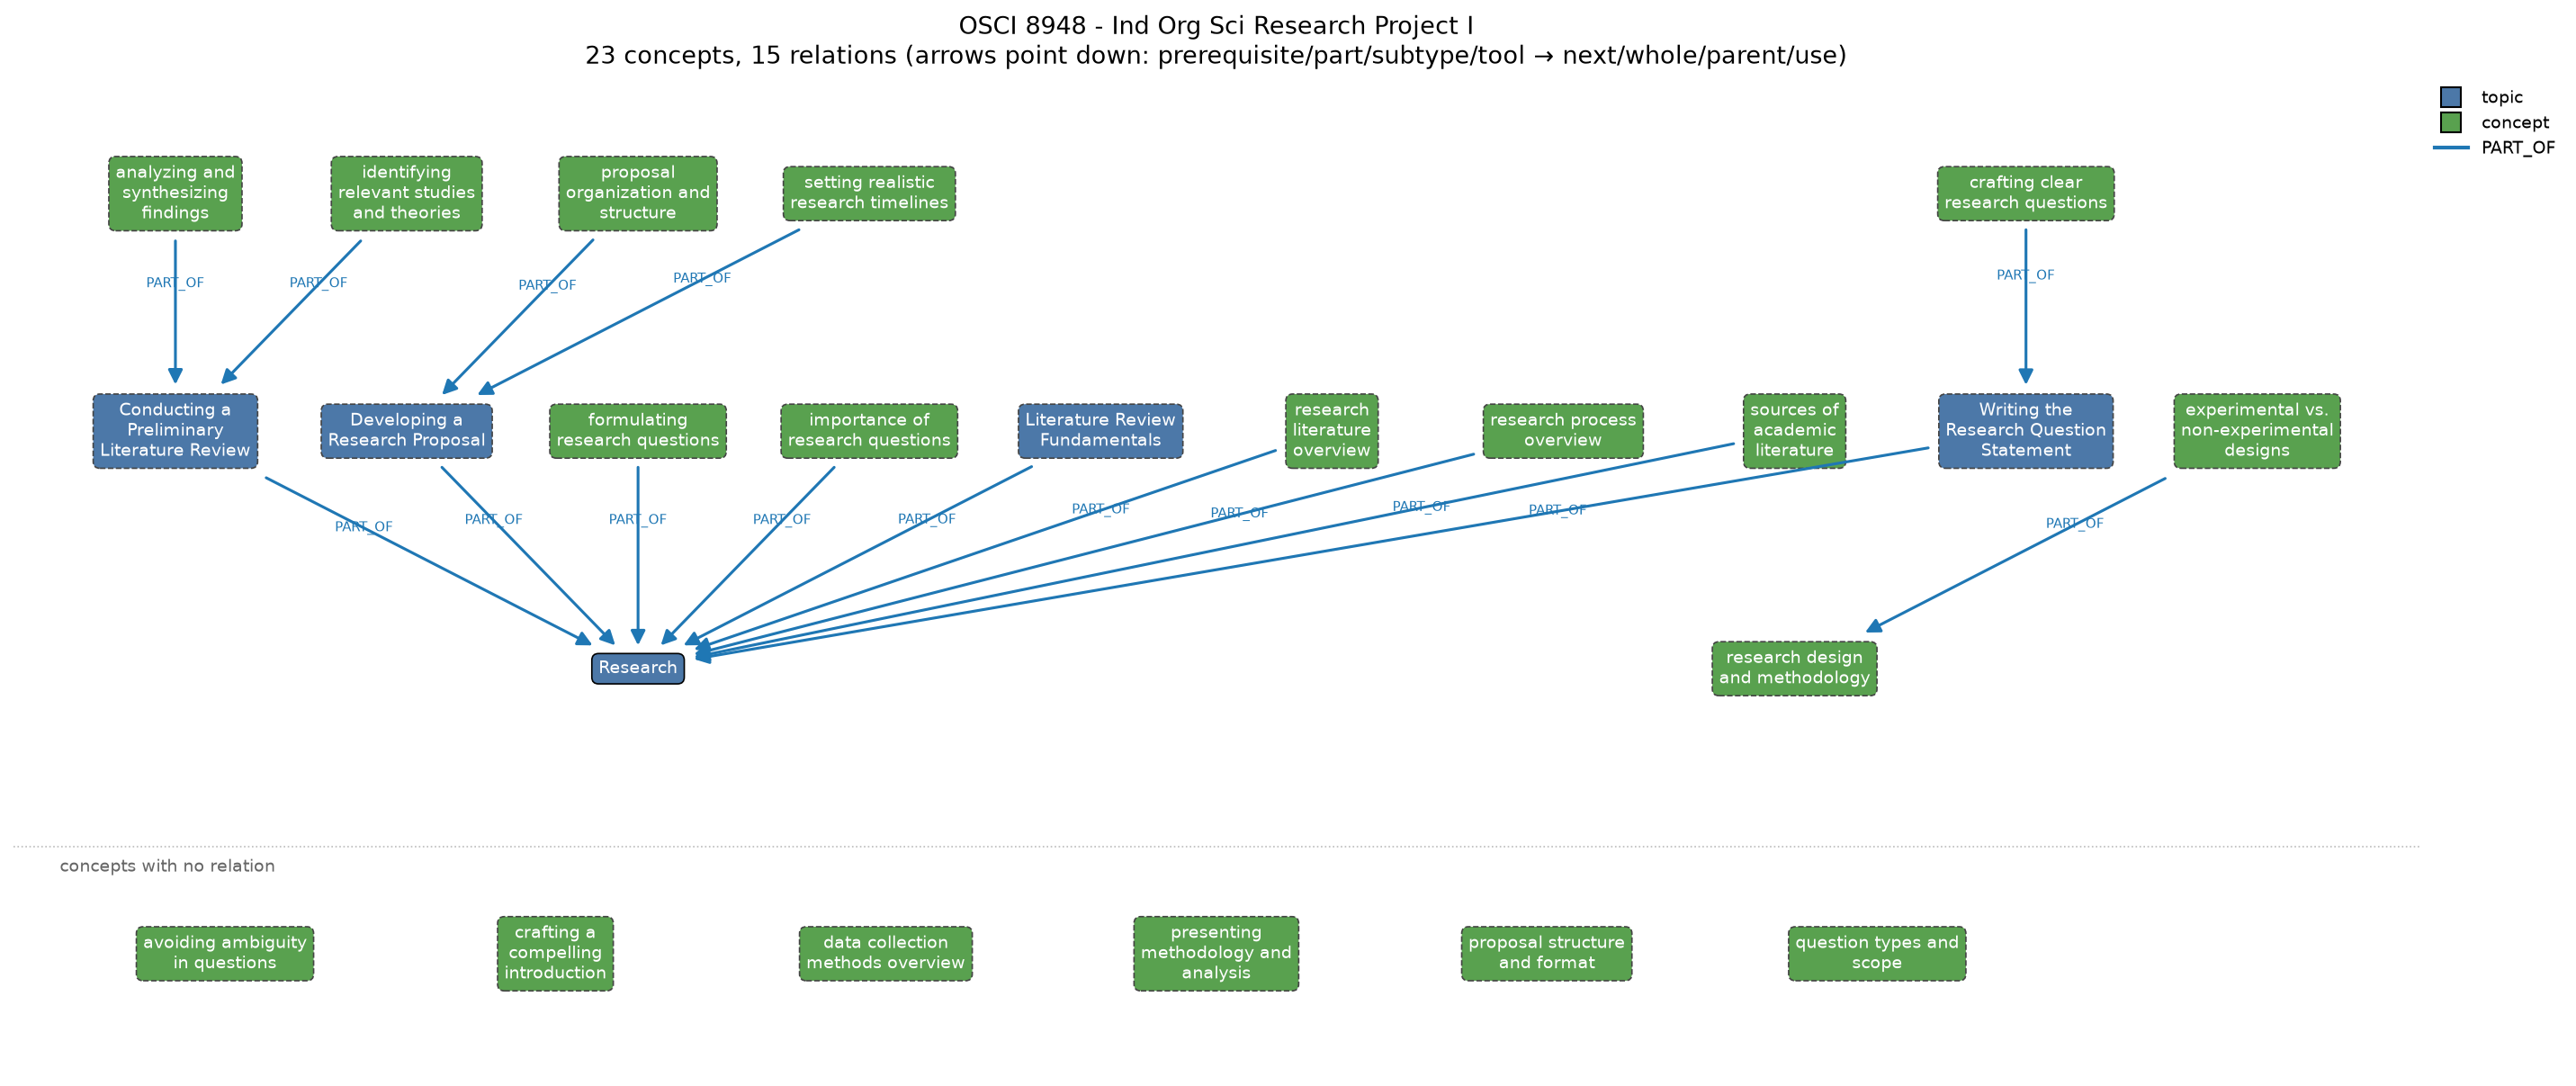 OSCI 8948 - Ind Org Sci Research Project I
23 concepts, 15 relations (arrows point down: prerequisite/part/subtype/tool → next/whole/parent/use)
topic
concept
PART_OF
analyzing and
synthesizing
findings
identifying
relevant studies
and theories
proposal
organization and
structure
setting realistic
research timelines
crafting clear
research questions
PART_OF
PART_OF
PART_OF
PART_OF
PART_OF
Conducting a
Preliminary
Literature Review
Developing a
Research Proposal
formulating
research questions
importance of
research questions
Literature Review
Fundamentals
research
literature
overview
research process
overview
sources of
academic
literature
Writing the
Research Question
Statement
experimental vs.
non-experimental
designs
PART_OF
PART_OF
PART_OF
PART_OF
PART_OF
PART_OF
PART_OF
PART_OF
PART_OF
PART_OF
Research
research design
and methodology
concepts with no relation
avoiding ambiguity
in questions
crafting a
compelling
introduction
data collection
methods overview
presenting
methodology and
analysis
proposal structure
and format
question types and
scope